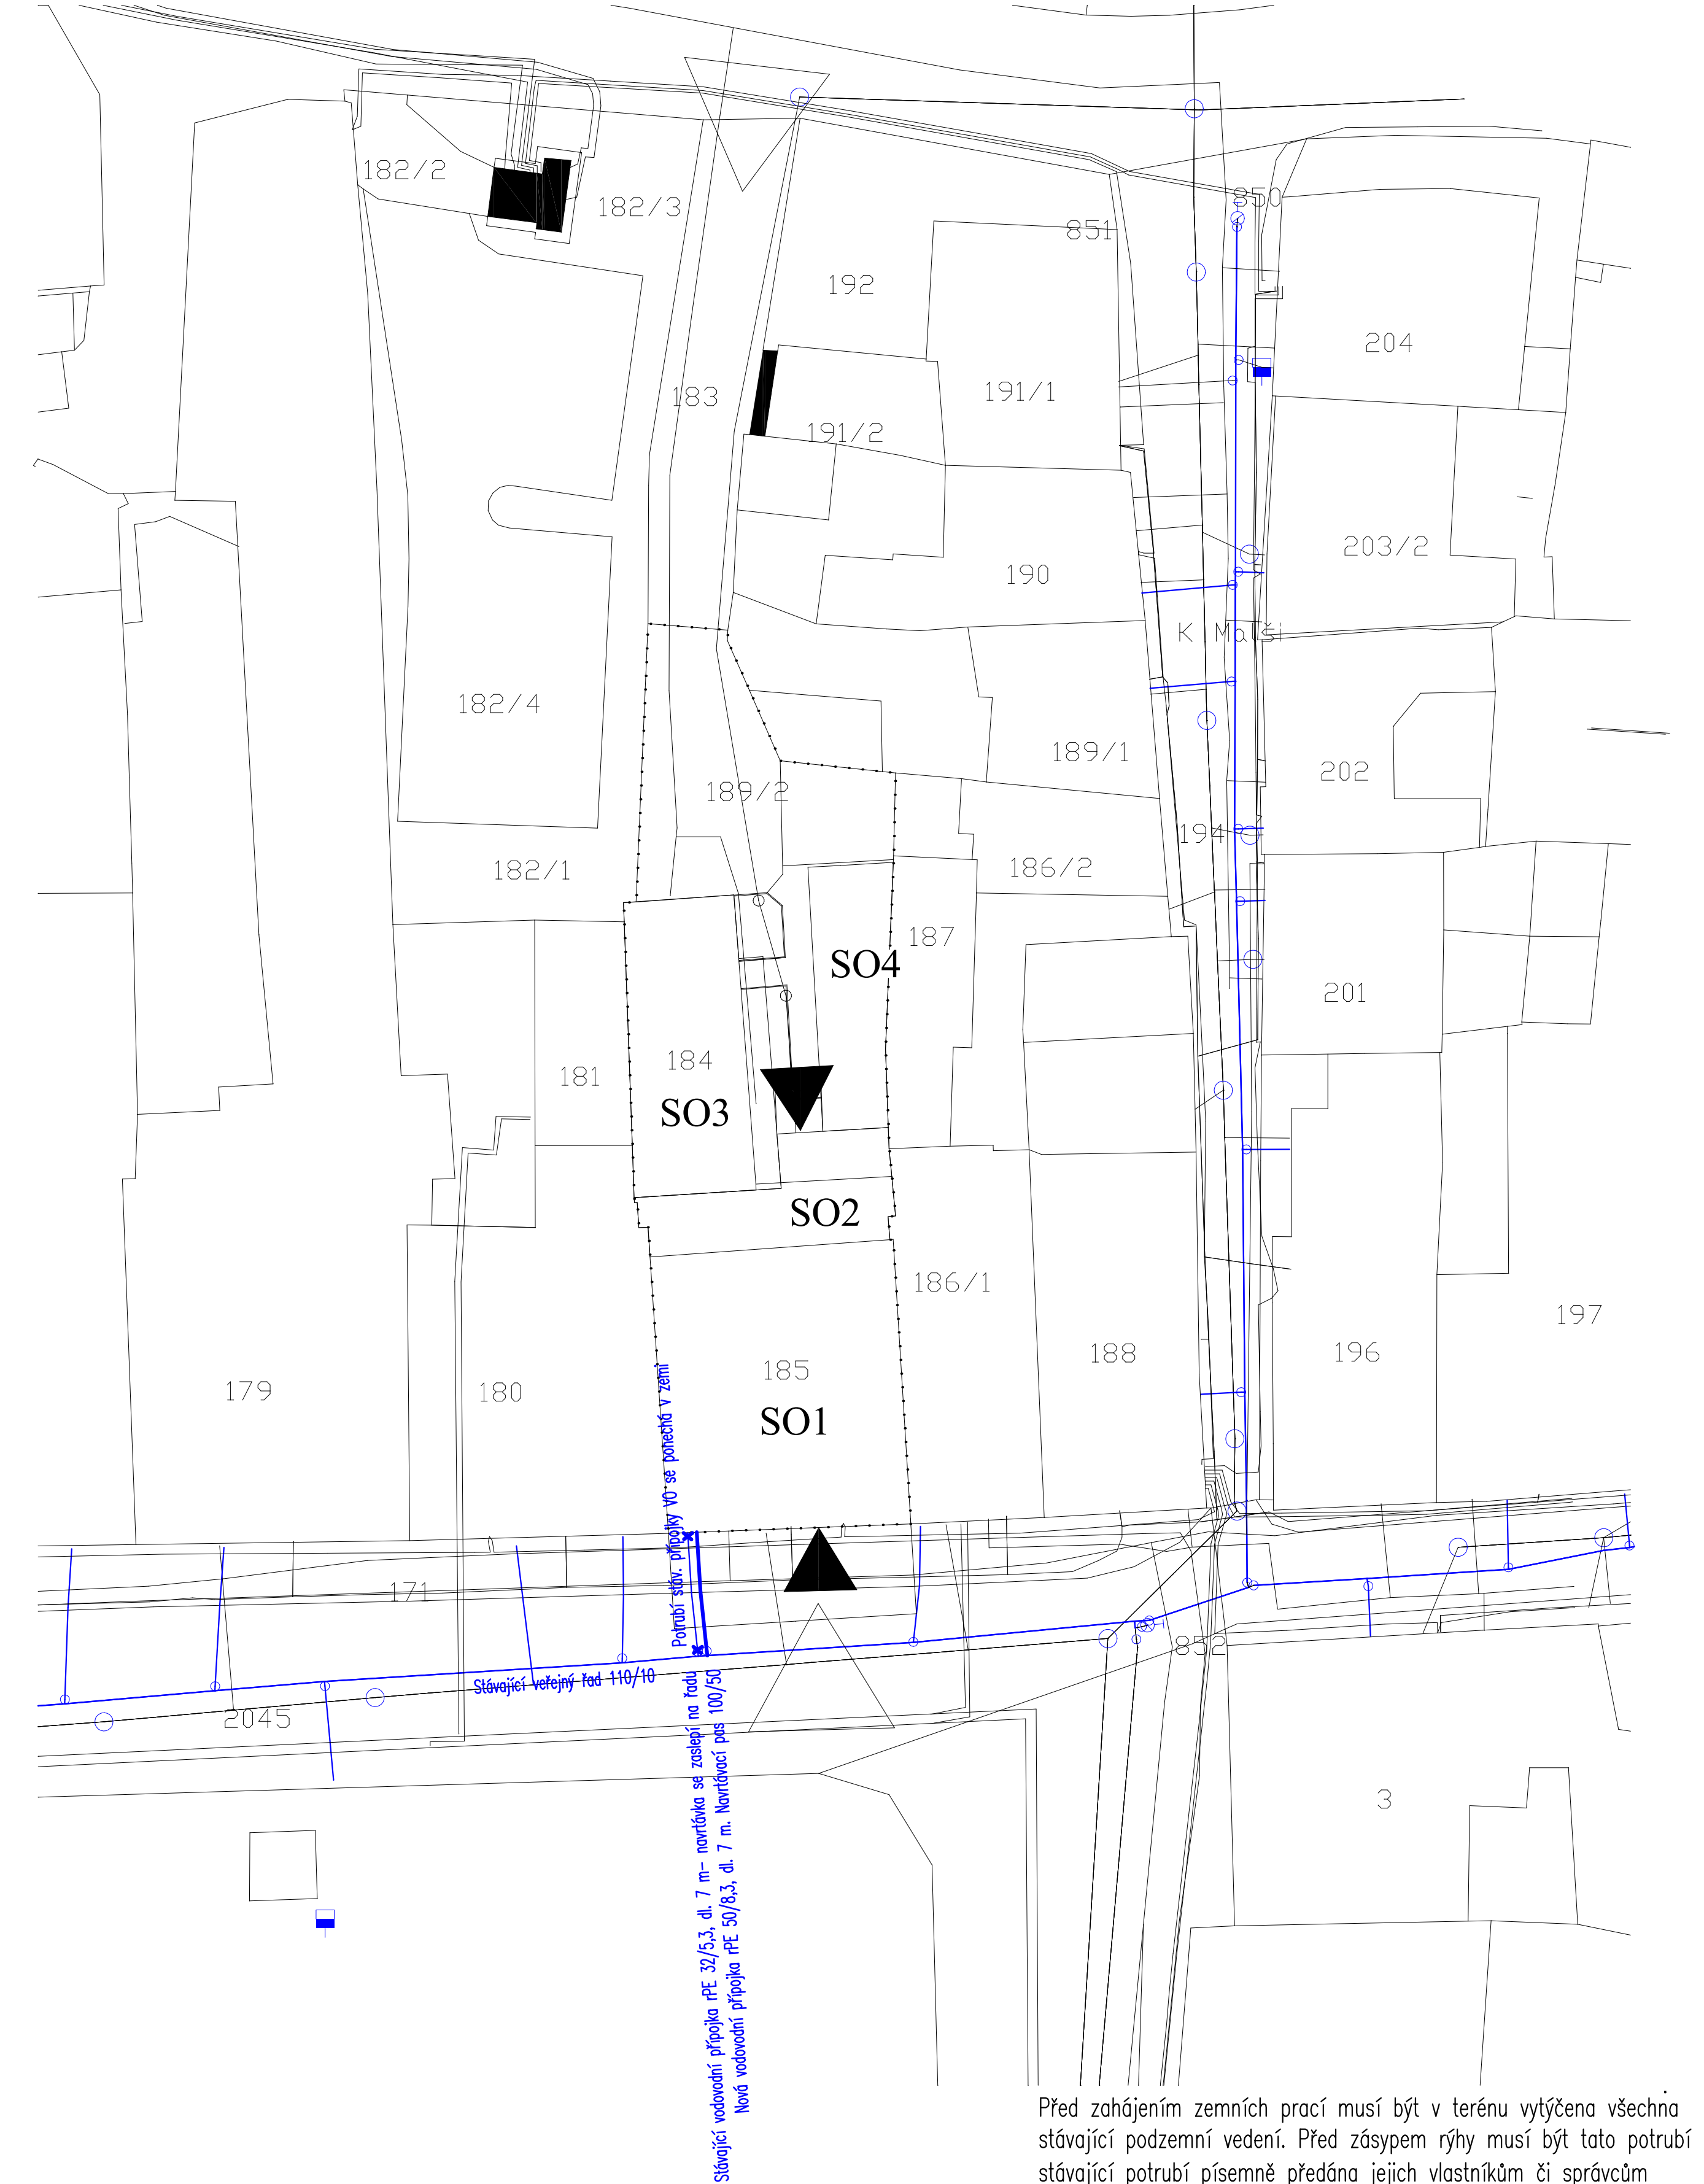 182/2
182/3
850
851
192
204
183
191/1
191/2
203/2
190
K Malši
182/4
189/1
202
189/2
194
182/1
186/2
187
SO4
201
184
181
SO3
SO2
186/1
197
185
188
196
179
180
SO1
Potrubí stáv. přípojky VO se ponechá v zemi
171
852
Stávající veřejný řad 110/10
2045
Stávající vodovodní přípojka rPE 32/5,3, dl. 7 m- navrtávka se zaslepí na řadu
Nová vodovodní přípojka rPE 50/8,3, dl. 7 m. Navrtávací pas 100/50
3
Před zahájením zemních prací musí být v terénu vytýčena všechna
stávající podzemní vedení. Před zásypem rýhy musí být tato potrubí
stávající potrubí písemně předána jejich vlastníkům či správcům